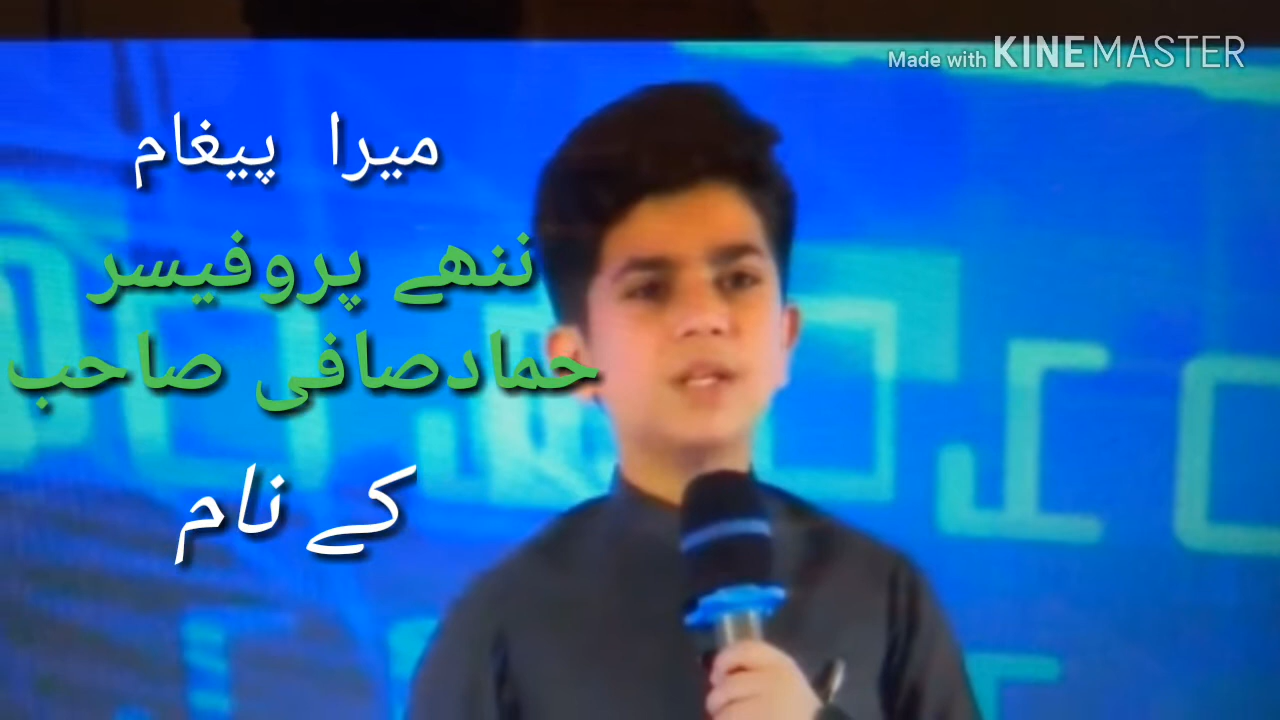 Made with KINEMASTER
میرا پیغام
ننھے پروفیسر
حمادصافی صاحب
کے نام